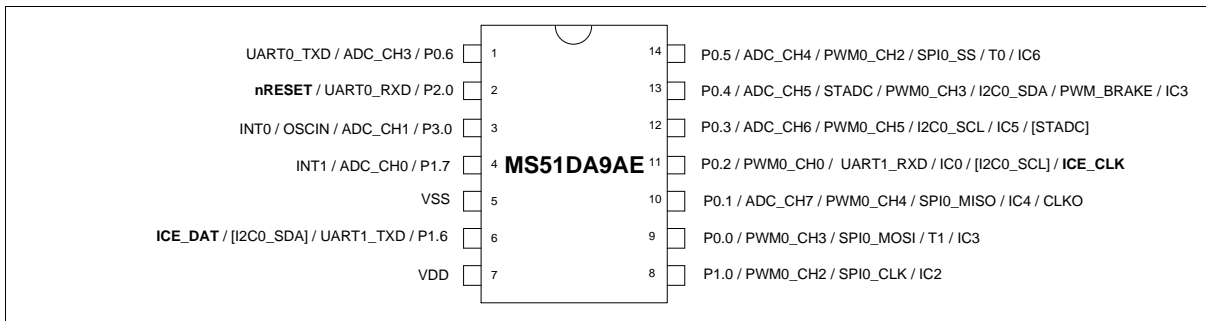 UART0_TXD / ADC_CH3 / P0.6
nRESET / UART0_RXD / P2.0
INT0 / OSCIN / ADC_CH1 / P3.0
INT1 / ADC_CH0 / P1.7
VSS
ICE_DAT / [I2C0_SDA] / UART1_TXD / P1.6
VDD
1
2
3
4
5
6
7
MS51DA9AE
14
13
12
11
10
9
8
P0.5 / ADC_CH4 / PWM0_CH2 / SPI0_SS / T0 / IC6
P0.4 / ADC_CH5 / STADC / PWM0_CH3 / I2C0_SDA / PWM_BRAKE / IC3
P0.3 / ADC_CH6 / PWM0_CH5 / I2C0_SCL / IC5 / [STADC]
P0.2 / PWM0_CH0 / UART1_RXD / IC0 / [I2C0_SCL] / ICE_CLK
P0.1 / ADC_CH7 / PWM0_CH4 / SPI0_MISO / IC4 / CLKO
P0.0 / PWM0_CH3 / SPI0_MOSI / T1 / IC3
P1.0 / PWM0_CH2 / SPI0_CLK / IC2